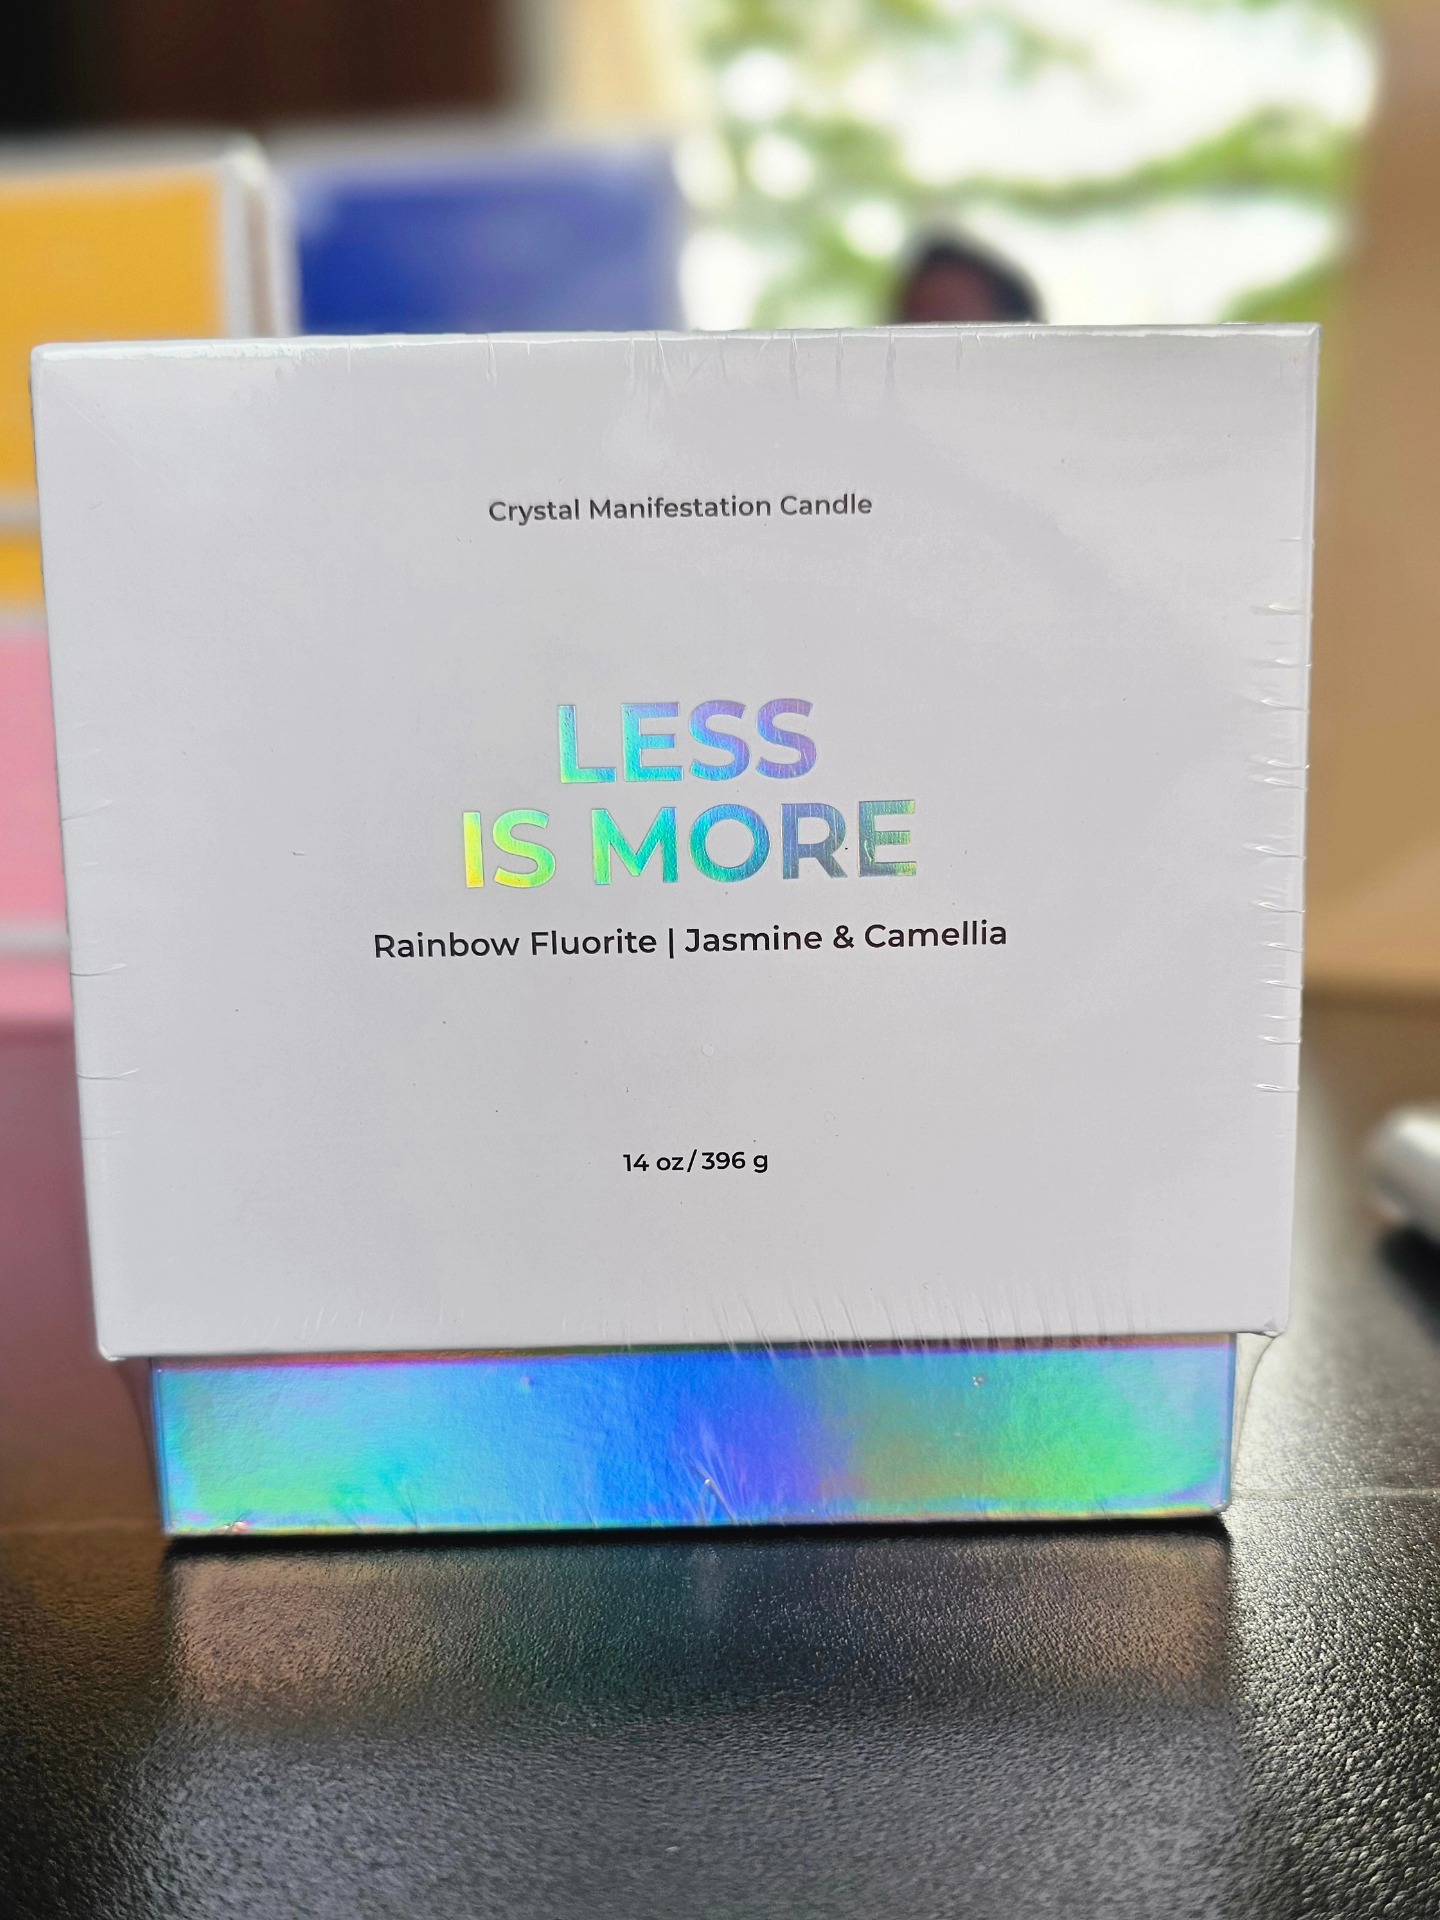 Crystal Manifestation Candle
LESS
IS MORE
Rainbow Fluorite | Jasmine & Camellia
14 oz/396 g